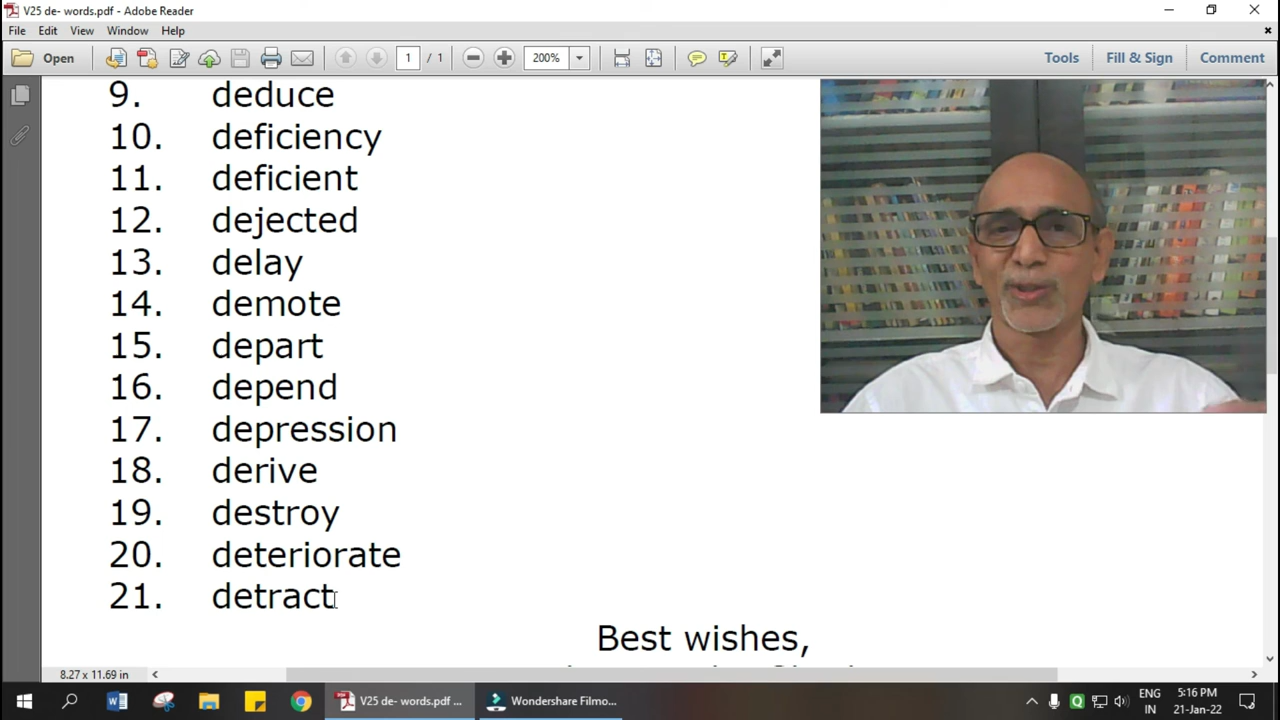 V25 de- words.pdf - Adobe Reader
File Edit View Window Help
Open 1 / 1 200% Tools Fill & Sign Comment
9. deduce
10. deficiency
11. deficient
12. dejected
13. delay
14. demote
15. depart
16. depend
17. depression
18. derive
19. destroy
20. deteriorate
21. detract
Best wishes,
8.27 x 11.69 in
V25 de- words.pdf ... Wondershare Filmo... ENG 5:16 PM
IN 21-Jan-22